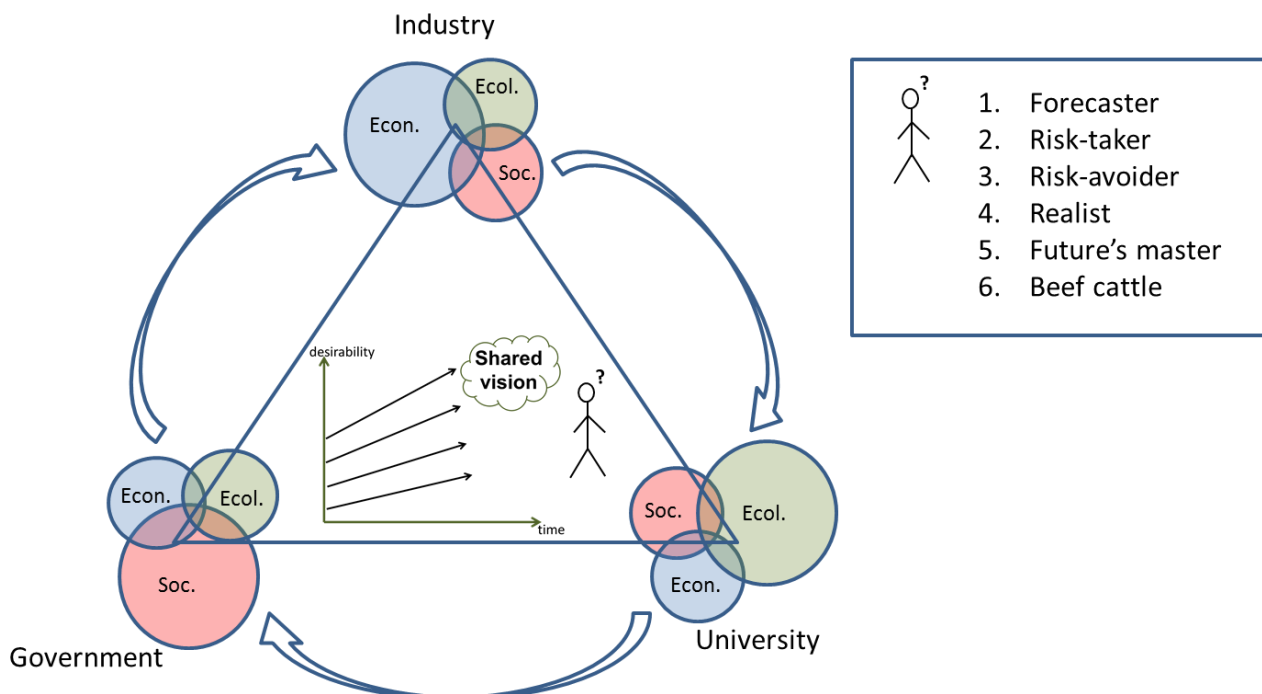 Industry
Econ.
Ecol.
Soc.
?
1. Forecaster
2. Risk-taker
3. Risk-avoider
4. Realist
5. Future’s master
6. Beef cattle
desirability
Shared
vision
?
time
Econ.
Ecol.
Soc.
Government
Soc.
Ecol.
Econ.
University